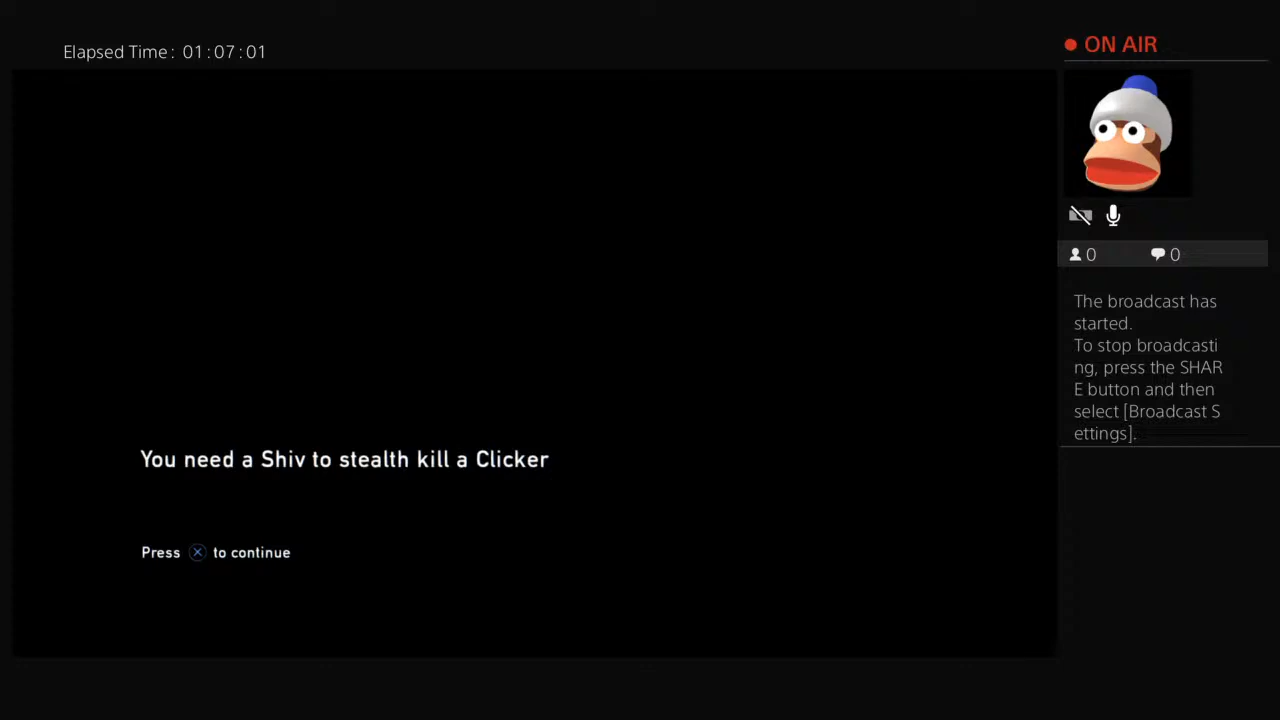 Elapsed Time: 01:07:01
ON AIR
0 0
The broadcast has
started.
To stop broadcasti
ng, press the SHAR
E button and then
select [Broadcast S
ettings].
You need a Shiv to stealth kill a Clicker
Press ⓧ to continue